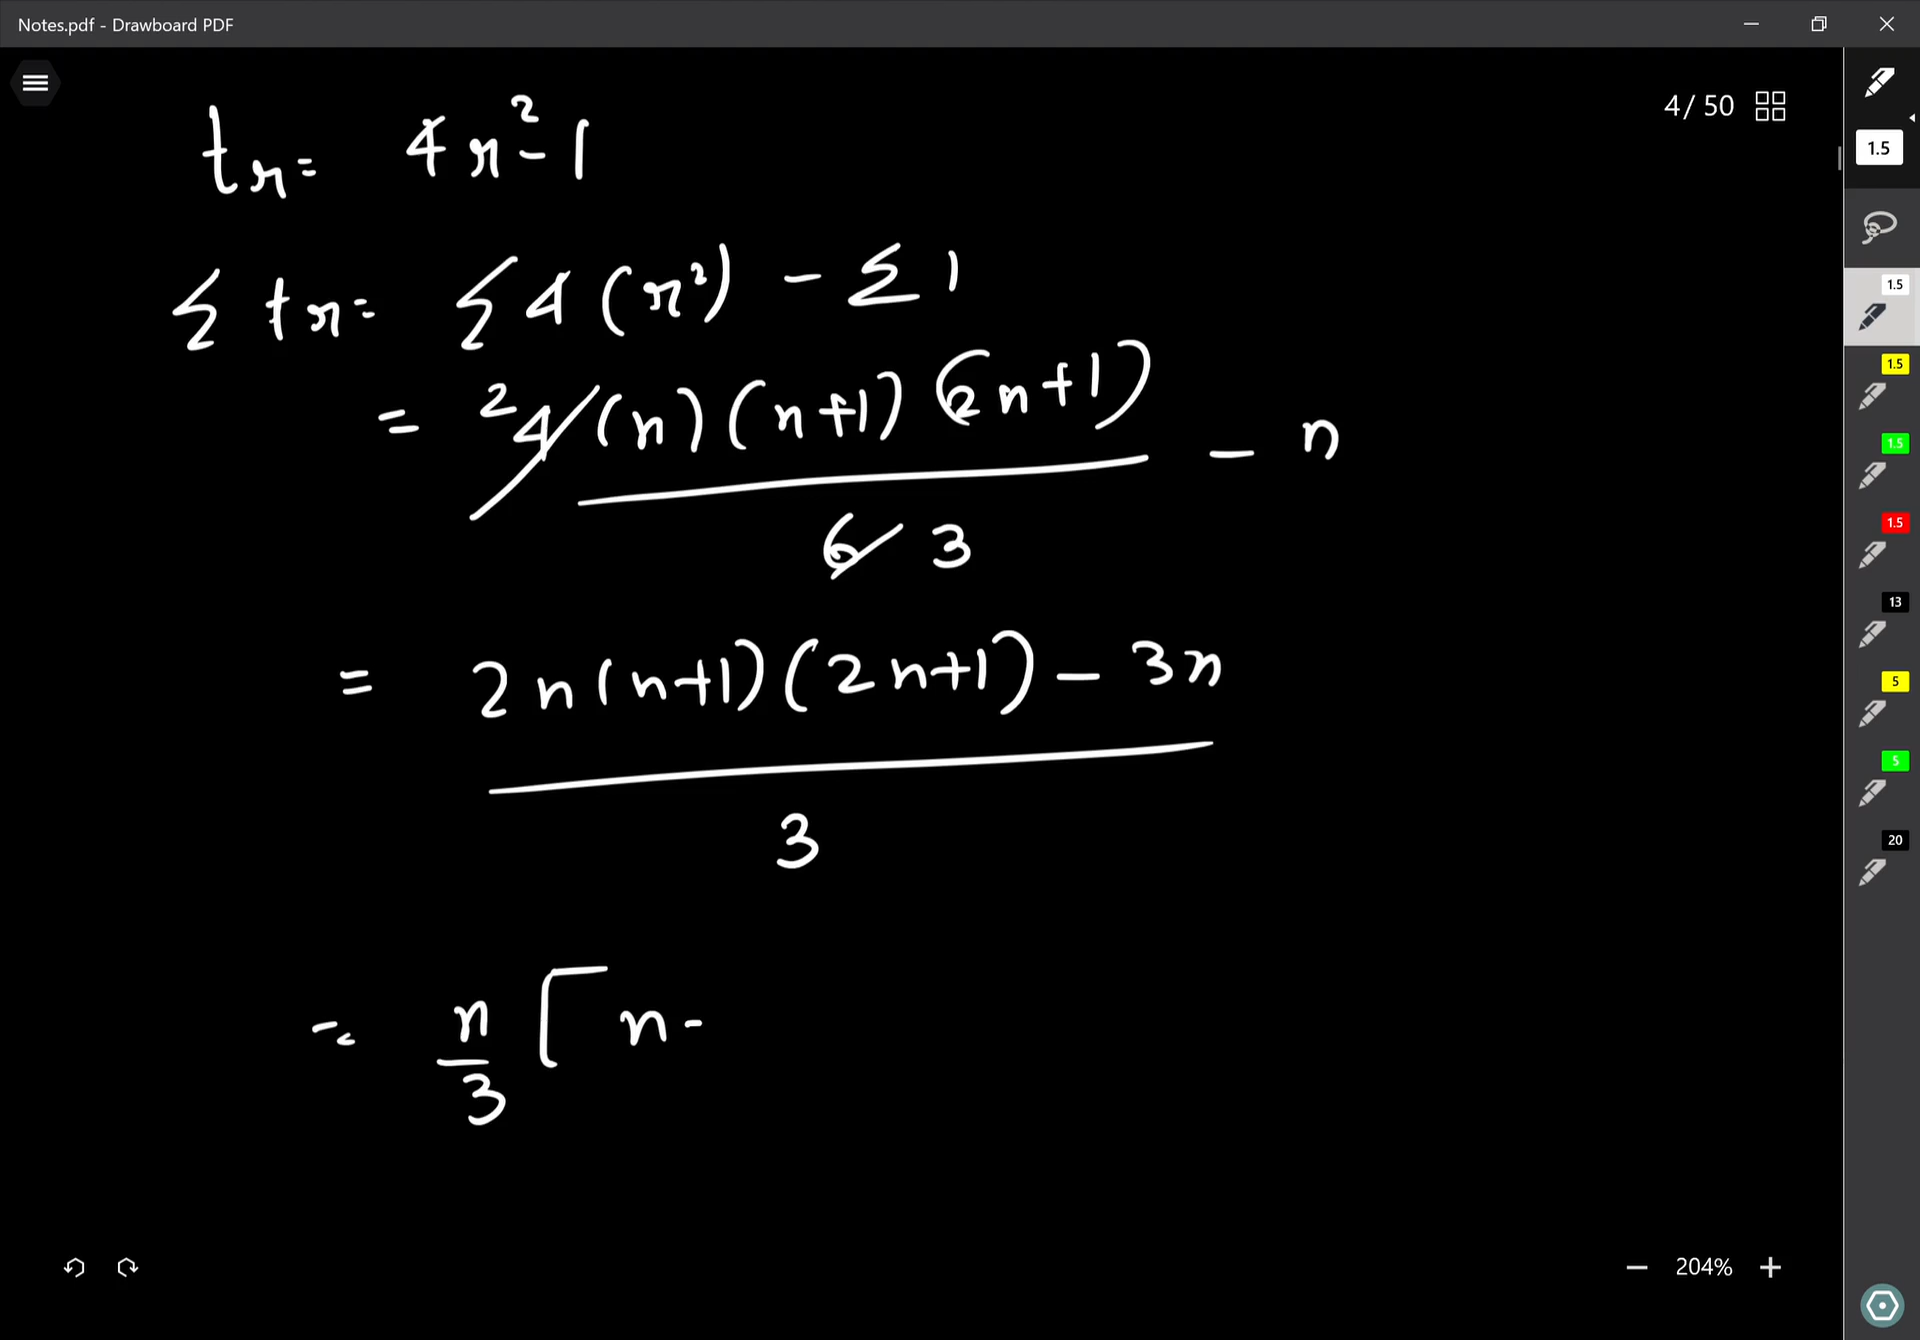 Notes.pdf - Drawboard PDF
4/ 50
tr = 4r² - 1
Σ tr = Σ 4 (r²) - Σ 1
= ²4 (n) (n+1) (2n+1) - n
6 3
= 2n(n+1)(2n+1) - 3n
3
= n [ n -
3
204%
1.5
1.5
1.5
1.5
1.5
13
5
5
20